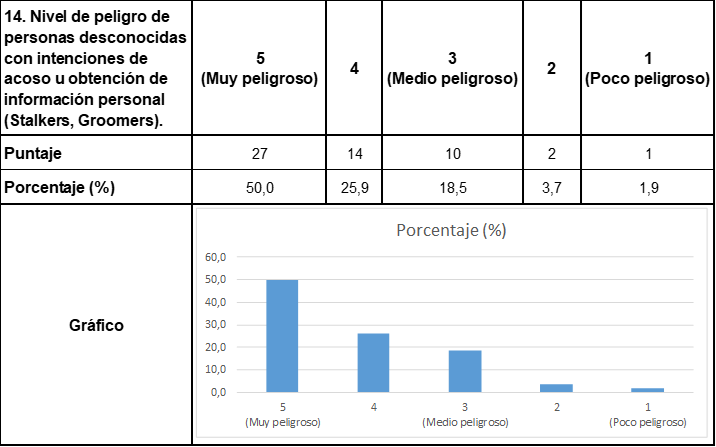 14. Nivel de peligro de
personas desconocidas
con intenciones de
acoso u obtención de
información personal
(Stalkers, Groomers).
5
(Muy peligroso)
4
3
(Medio peligroso)
2
1
(Poco peligroso)
Puntaje 27 14 10 2 1
Porcentaje (%) 50,0 25,9 18,5 3,7 1,9
Gráfico
Porcentaje (%)
60,0
50,0
40,0
30,0
20,0
10,0
0,0
5 4 3 2 1
(Muy peligroso) (Medio peligroso) (Poco peligroso)